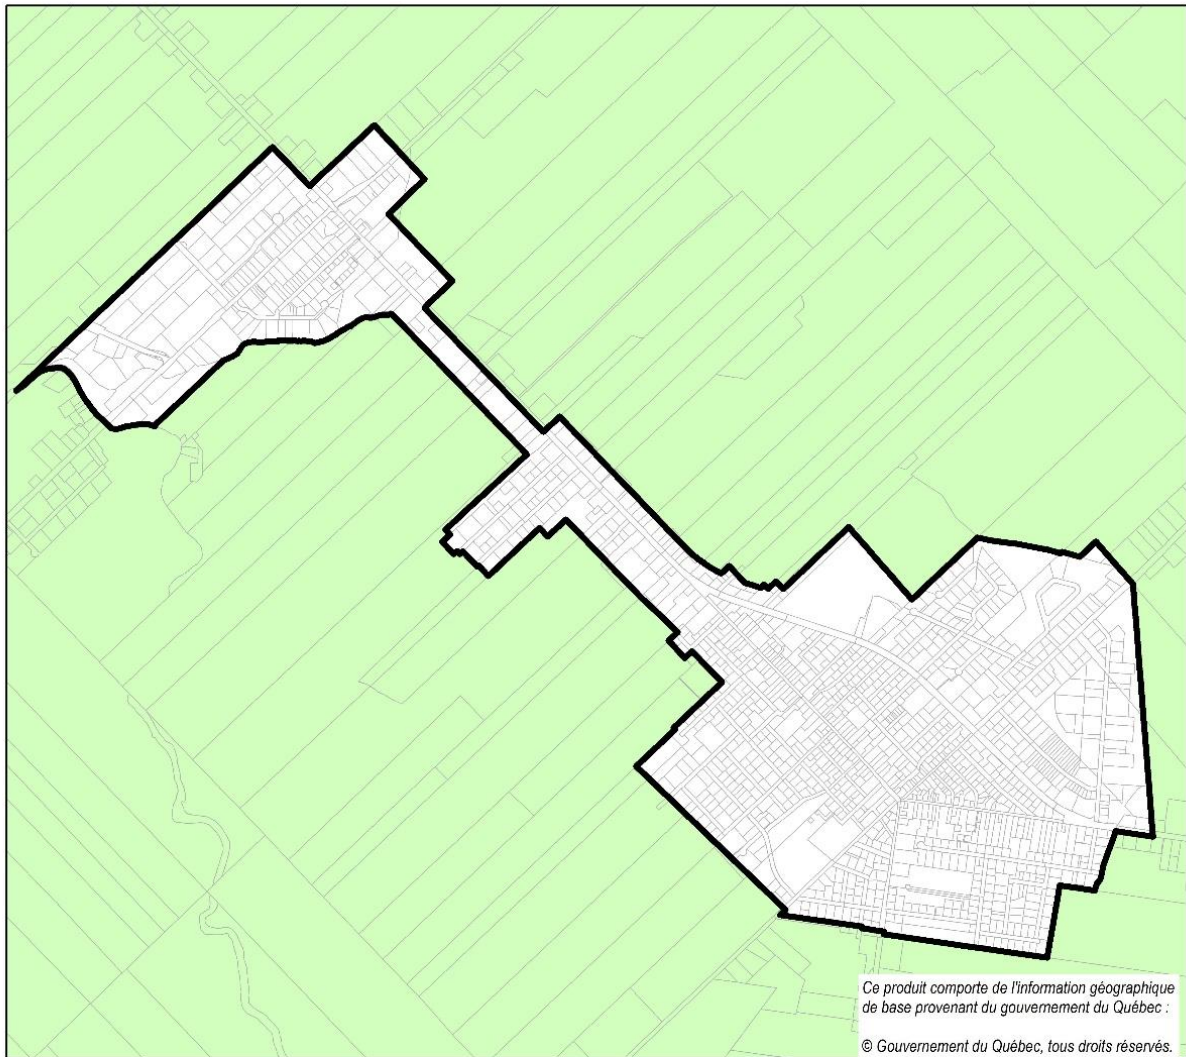 Ce produit comporte de l'information géographique
de base provenant du gouvernement du Québec :
© Gouvernement du Québec, tous droits réservés.